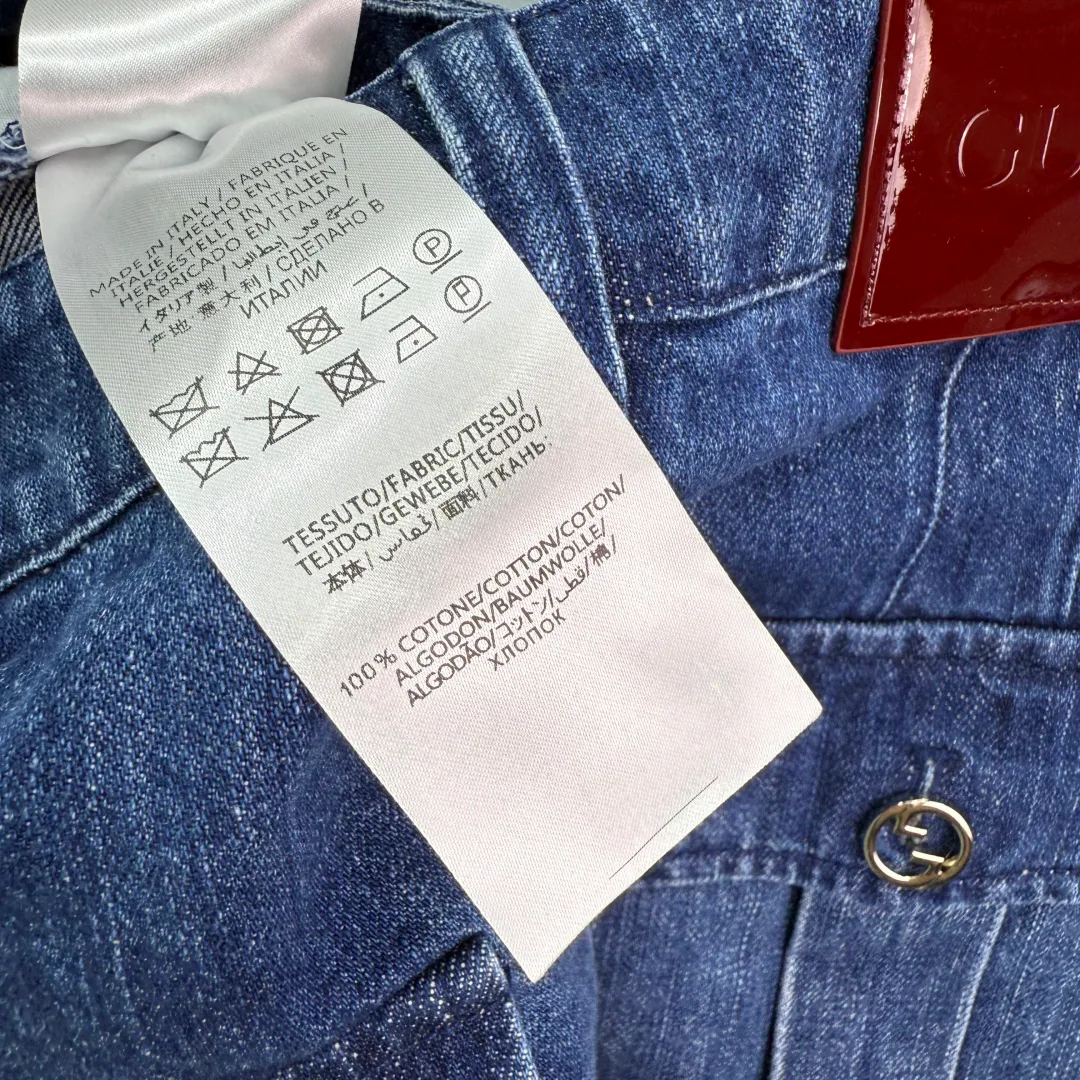 MADE IN ITALY / FABRIQUE EN
ITALIE / HECHO EN ITALIA /
HERGESTELLT IN ITALIEN /
FABRICADO EM ITALIA /
イタリア製 / صنع في إيطاليا /
产地 意大利 / СДЕЛАНО В
ИТАЛИИ
P
P
TESSUTO/FABRIC/TISSU/
TEJIDO/GEWEBE/TECIDO/
本体 / قماش / 面料 / ТКАНЬ:
100% COTONE/COTTON/COTON/
ALGODON/BAUMWOLLE/
ALGODÃO/コットン/قطن/棉/
ХЛОПОК
GU